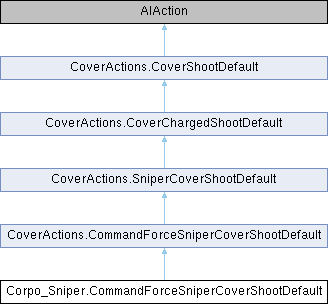 AIAction
CoverActions.CoverShootDefault
CoverActions.CoverChargedShootDefault
CoverActions.SniperCoverShootDefault
CoverActions.CommandForceSniperCoverShootDefault
Corpo_Sniper.CommandForceSniperCoverShootDefault